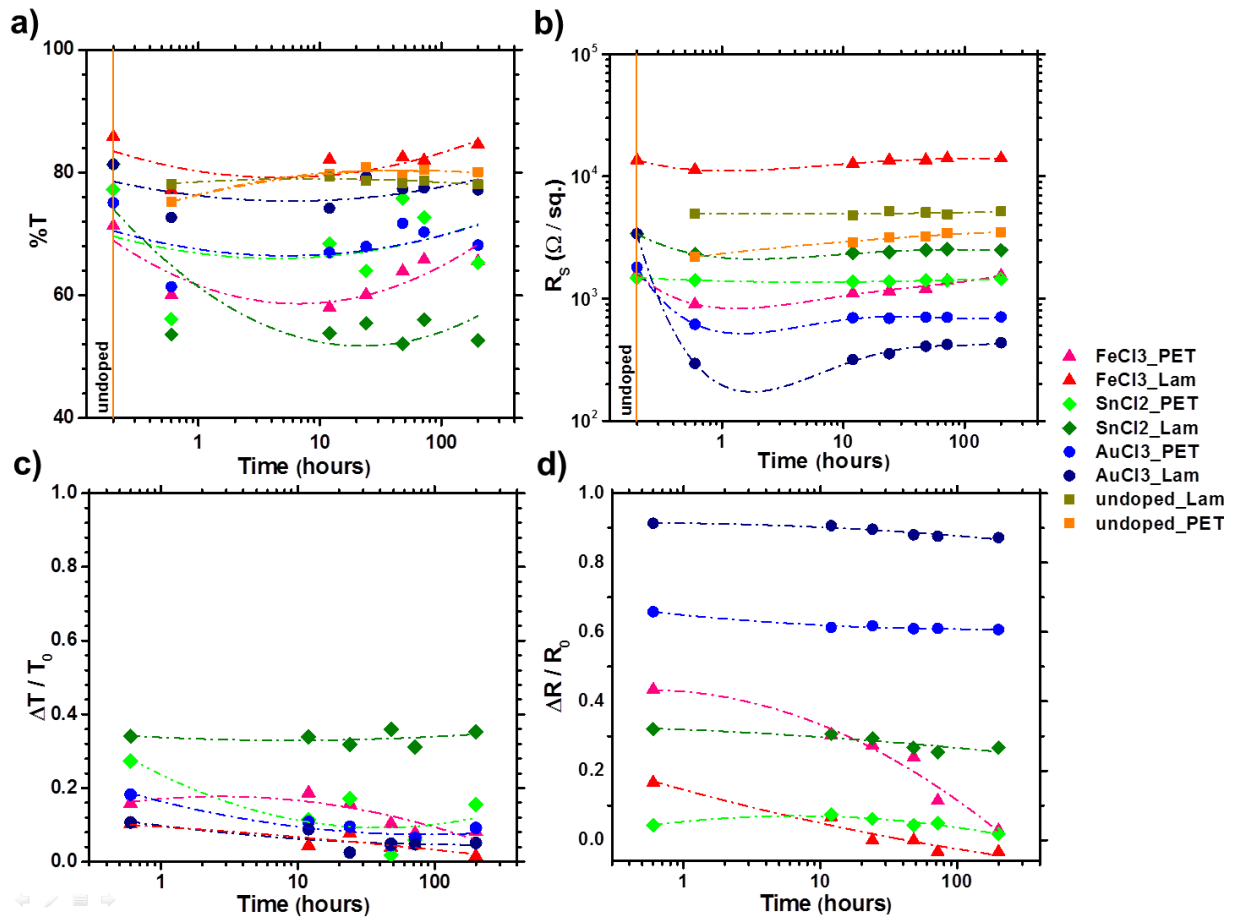 a)
100
80
60
40
%T
undoped
1
10
100
Time (hours)
b)
10^5
10^4
10^3
10^2
R_S (Ω / sq.)
undoped
1
10
100
Time (hours)
FeCl3_PET
FeCl3_Lam
SnCl2_PET
SnCl2_Lam
AuCl3_PET
AuCl3_Lam
undoped_Lam
undoped_PET
c)
1.0
0.8
0.6
0.4
0.2
0.0
ΔT / T_0
1
10
100
Time (hours)
d)
1.0
0.8
0.6
0.4
0.2
0.0
ΔR / R_0
1
10
100
Time (hours)